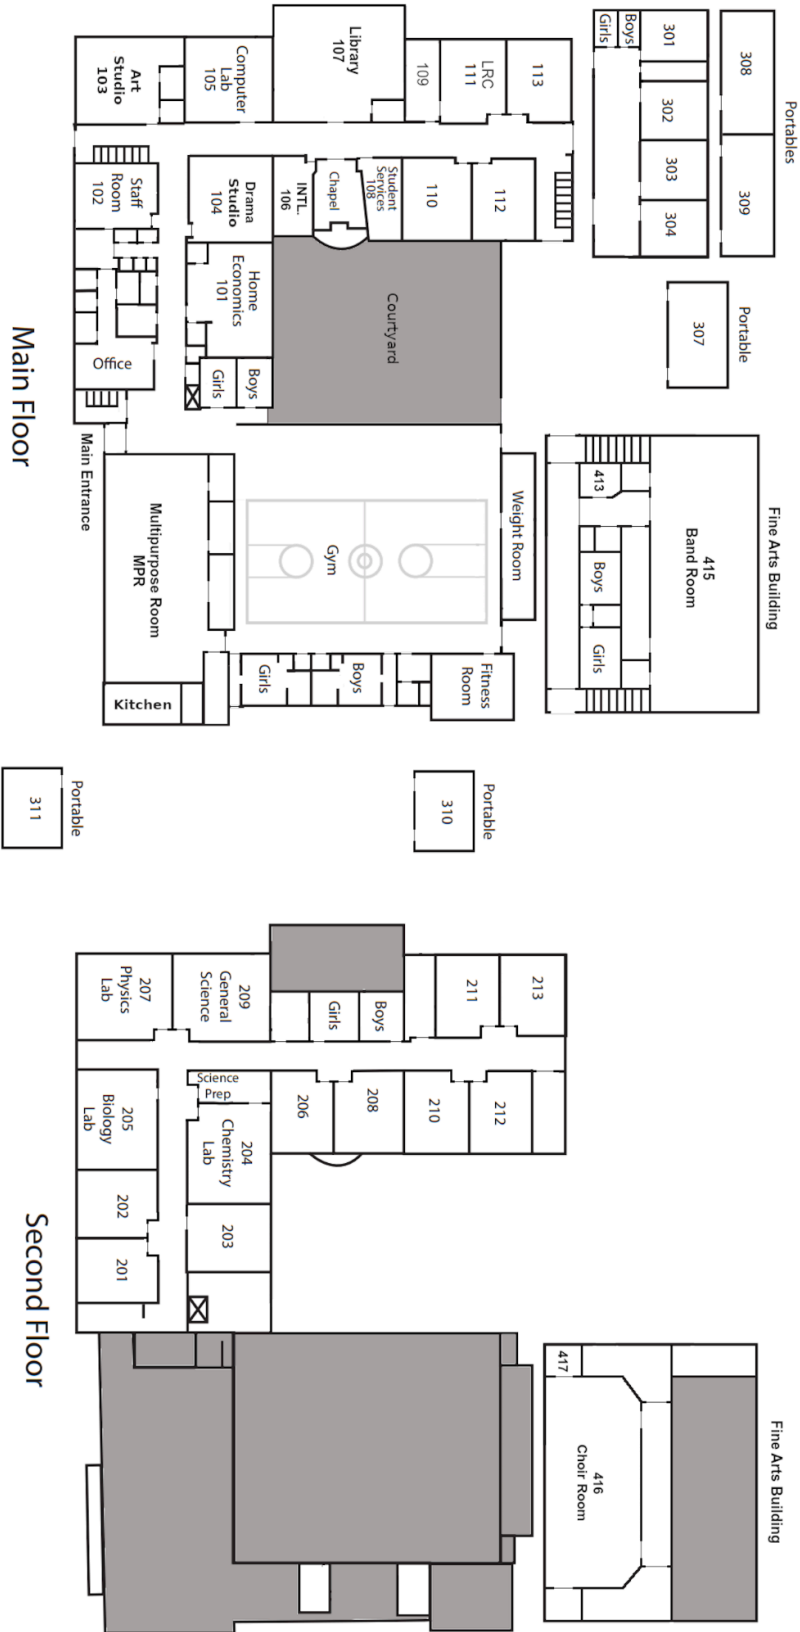 Library
107
Computer
Lab
105
Art
Studio
103
109
LRC
111
113
Girls
Boys
301
302
303
304
308
309
Portables
Portable
307
Staff
Room
102
Drama
Studio
104
INTL.
106
Chapel
Student
Services
108
110
112
Home
Economics
101
Courtyard
Office
Girls
Boys
Main Floor
Main Entrance
Multipurpose Room
MPR
Gym
Weight Room
413
Boys
Girls
415
Band Room
Fine Arts Building
Kitchen
Girls
Boys
Fitness
Room
Portable
311
Portable
310
207
Physics
Lab
209
General
Science
Girls
Boys
211
213
205
Biology
Lab
Science
Prep
204
Chemistry
Lab
206
208
210
212
202
203
201
Second Floor
417
416
Choir Room
Fine Arts Building